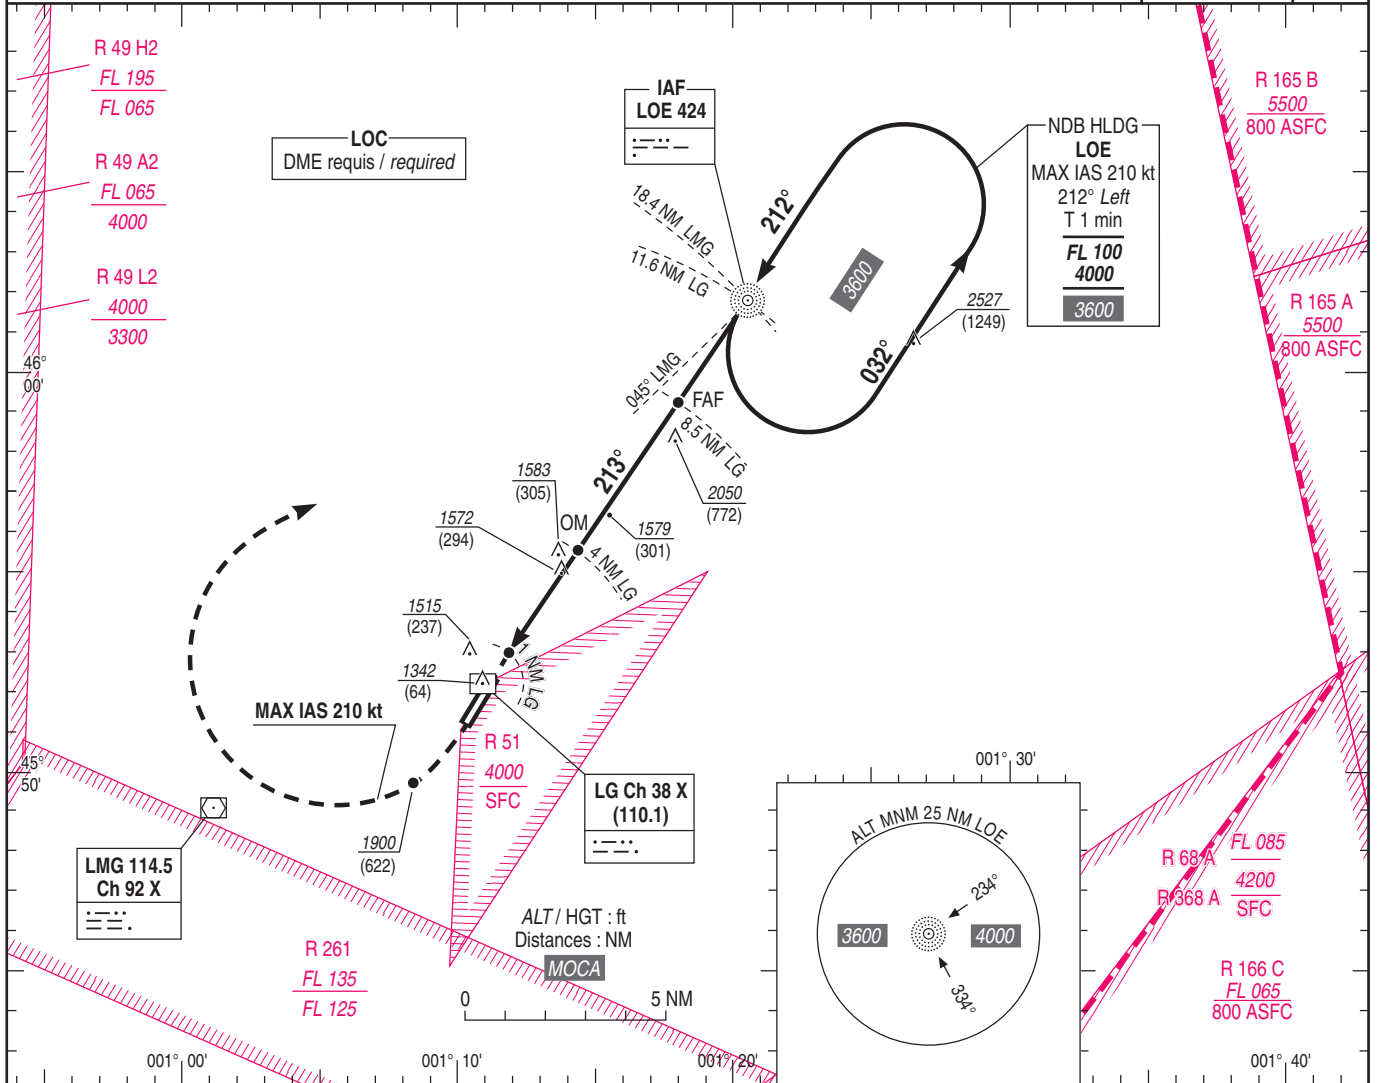 R 49 H2
FL 195
FL 065
R 49 A2
FL 065
4000
R 49 L2
4000
3300
LOC
DME requis / required
IAF
LOE 424
NDB HLDG
LOE
MAX IAS 210 kt
212° Left
T 1 min
FL 100
4000
3600
R 165 B
5500
800 ASFC
R 165 A
5500
800 ASFC
212°
3600
032°
18.4 NM LMG
11.6 NM LG
2527
(1249)
46°
00'
045° LMG
FAF
8.5 NM LG
213°
2050
(772)
1583
(305)
OM
1572
(294)
1579
(301)
4 NM LG
1515
(237)
1342
(64)
1 NM LG
MAX IAS 210 kt
R 51
4000
SFC
45°
50'
LG Ch 38 X
(110.1)
1900
(622)
LMG 114.5
Ch 92 X
ALT / HGT : ft
Distances : NM
MOCA
0
5 NM
R 261
FL 135
FL 125
001° 30'
ALT MNM 25 NM LOE
234°
3600
4000
334°
R 68 A
R 368 A
FL 085
4200
SFC
R 166 C
FL 065
800 ASFC
001° 00'
001° 10'
001° 20'
001° 40'